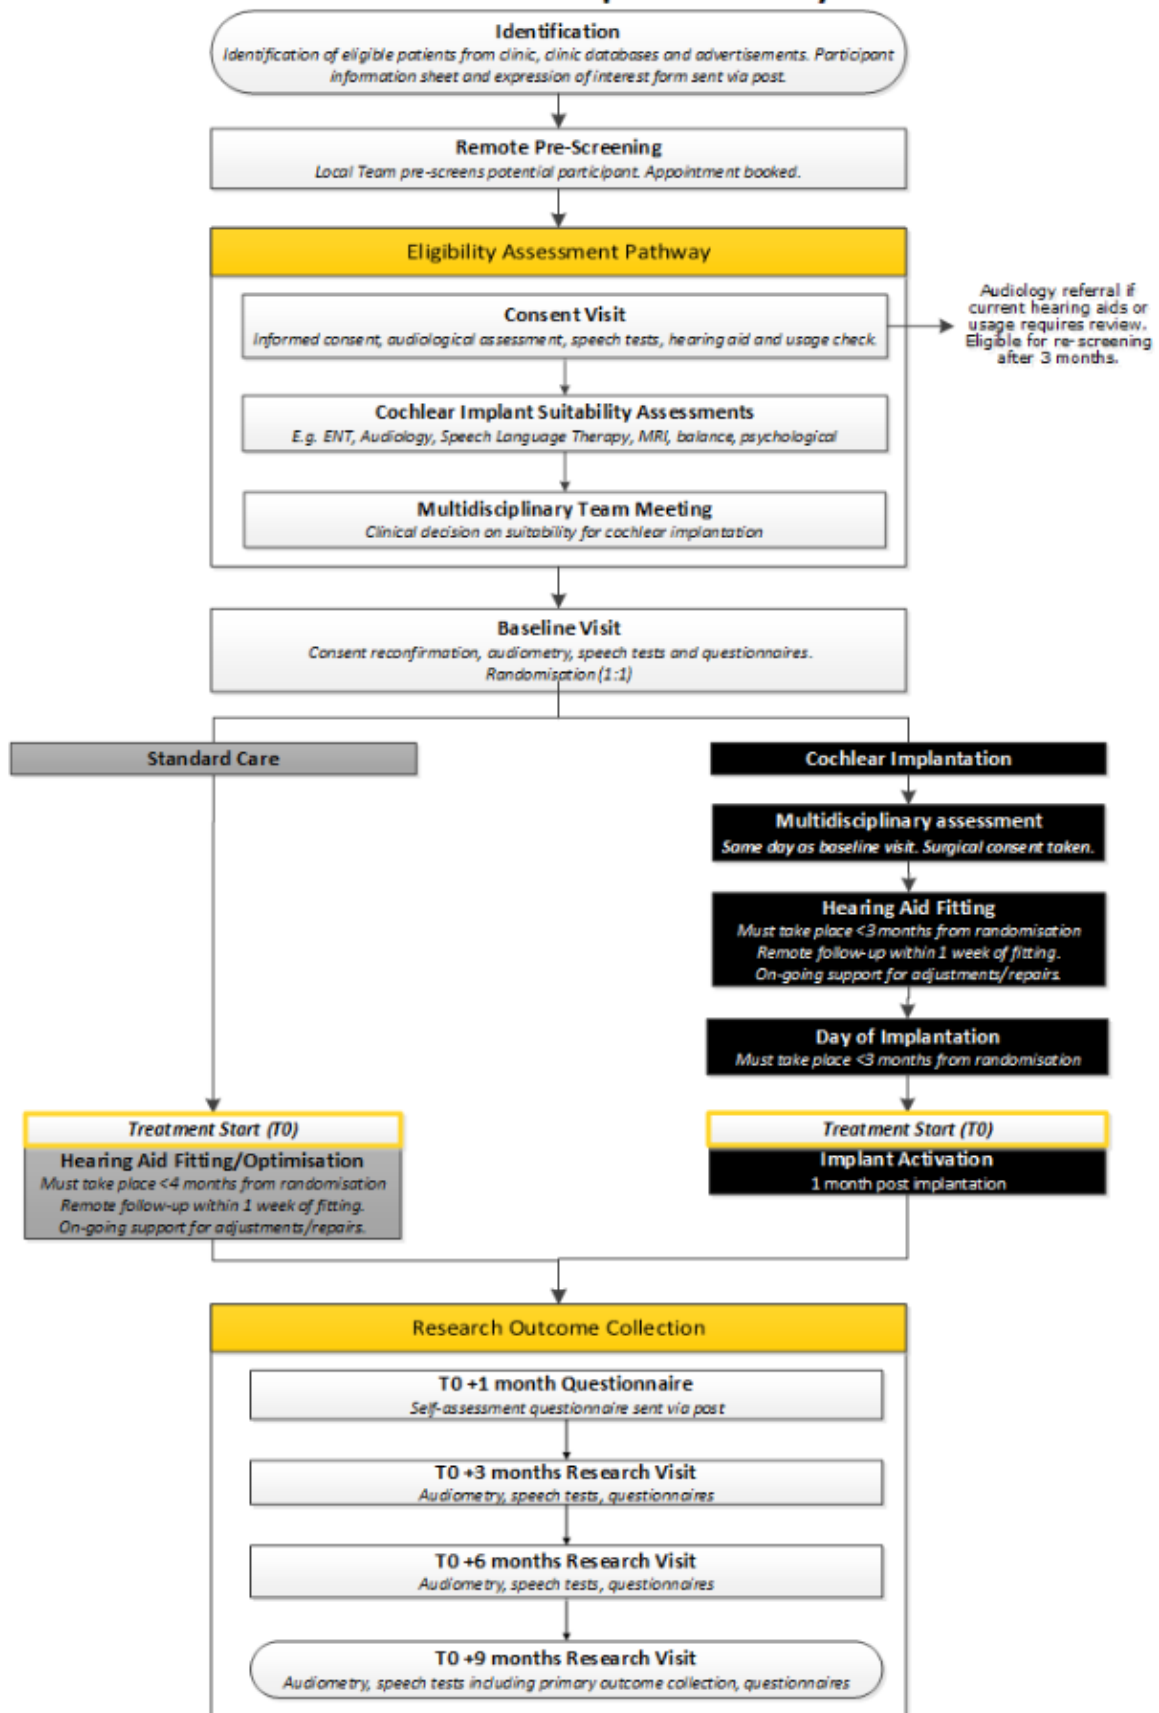 Identification
Identification of eligible patients from clinic, clinic databases and advertisements. Participant
information sheet and expression of interest form sent via post.
Remote Pre-Screening
Local Team pre-screens potential participant. Appointment booked.
Eligibility Assessment Pathway
Consent Visit
Informed consent, audiological assessment, speech tests, hearing aid and usage check.
Audiology referral if
current hearing aids or
usage requires review.
Eligible for re-screening
after 3 months.
Cochlear Implant Suitability Assessments
E.g. ENT, Audiology, Speech Language Therapy, MRI, balance, psychological
Multidisciplinary Team Meeting
Clinical decision on suitability for cochlear implantation
Baseline Visit
Consent reconfirmation, audiometry, speech tests and questionnaires.
Randomisation (1:1)
Standard Care
Cochlear Implantation
Multidisciplinary assessment
Same day as baseline visit. Surgical consent taken.
Hearing Aid Fitting
Must take place <3 months from randomisation
Remote follow-up within 1 week of fitting.
On-going support for adjustments/repairs.
Day of Implantation
Must take place <3 months from randomisation
Treatment Start (T0)
Hearing Aid Fitting/Optimisation
Must take place <4 months from randomisation
Remote follow-up within 1 week of fitting.
On-going support for adjustments/repairs.
Treatment Start (T0)
Implant Activation
1 month post implantation
Research Outcome Collection
T0 +1 month Questionnaire
Self-assessment questionnaire sent via post
T0 +3 months Research Visit
Audiometry, speech tests, questionnaires
T0 +6 months Research Visit
Audiometry, speech tests, questionnaires
T0 +9 months Research Visit
Audiometry, speech tests including primary outcome collection, questionnaires